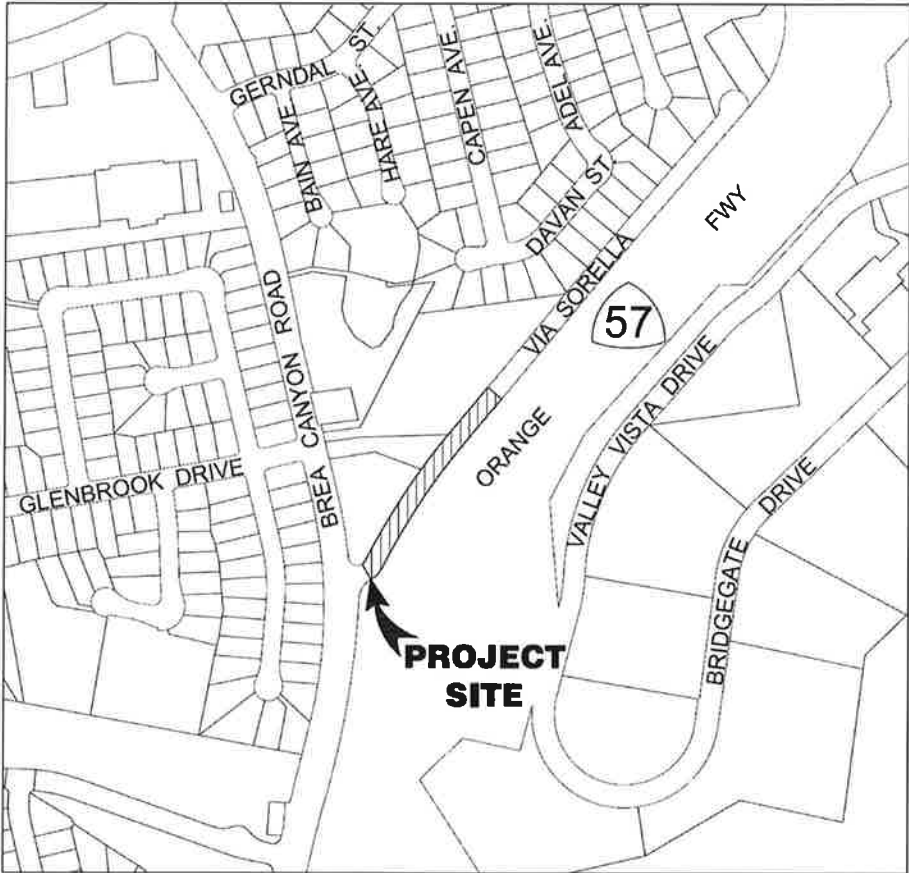 GERNDAL ST.
BAIN AVE.
HARE AVE.
CAPEN AVE.
ADEL AVE.
DAVAN ST.
VIA SORELLA
FWY
57
ORANGE
BREA CANYON ROAD
GLENBROOK DRIVE
VALLEY VISTA DRIVE
BRIDGEGATE DRIVE
PROJECT
SITE